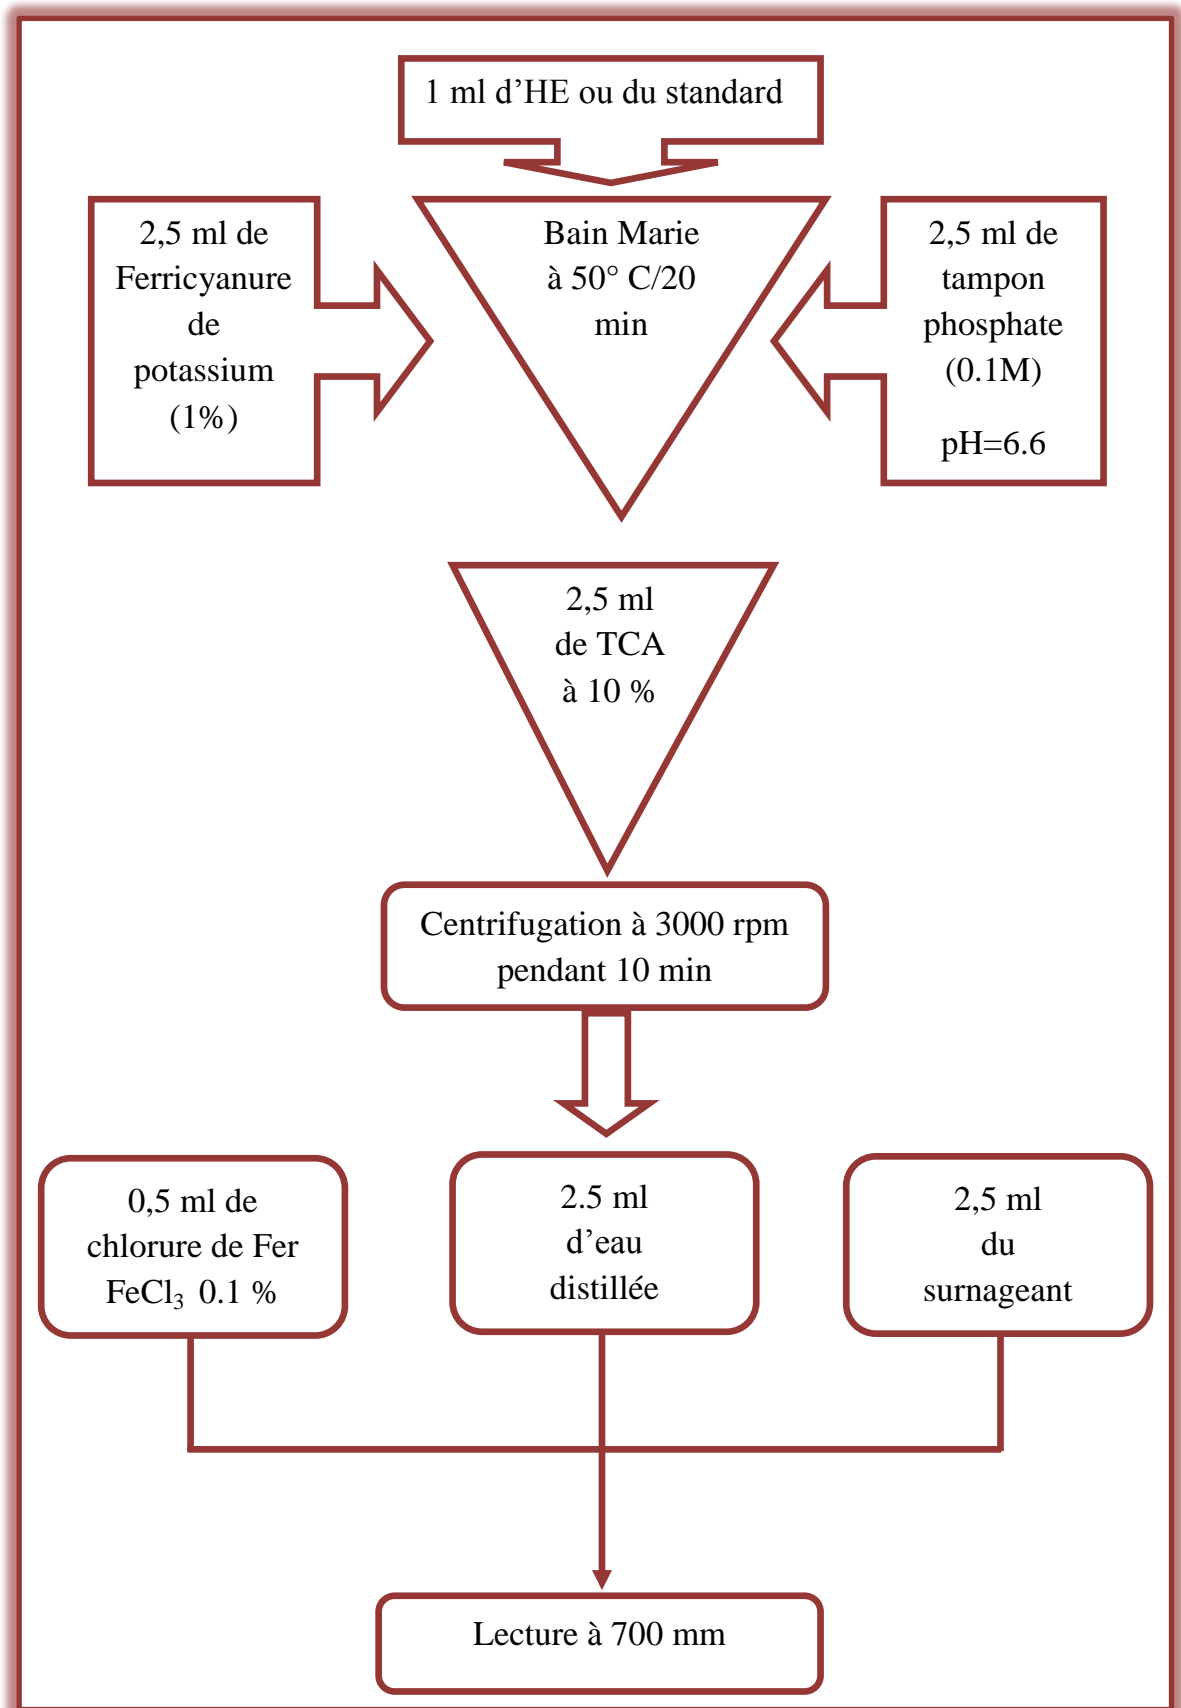 1 ml d’HE ou du standard
2,5 ml de
Ferricyanure
de
potassium
(1%)
Bain Marie
à 50° C/20
min
2,5 ml de
tampon
phosphate
(0.1M)
pH=6.6
2,5 ml
de TCA
à 10 %
Centrifugation à 3000 rpm
pendant 10 min
0,5 ml de
chlorure de Fer
FeCl₃ 0.1 %
2.5 ml
d’eau
distillée
2,5 ml
du
surnageant
Lecture à 700 mm